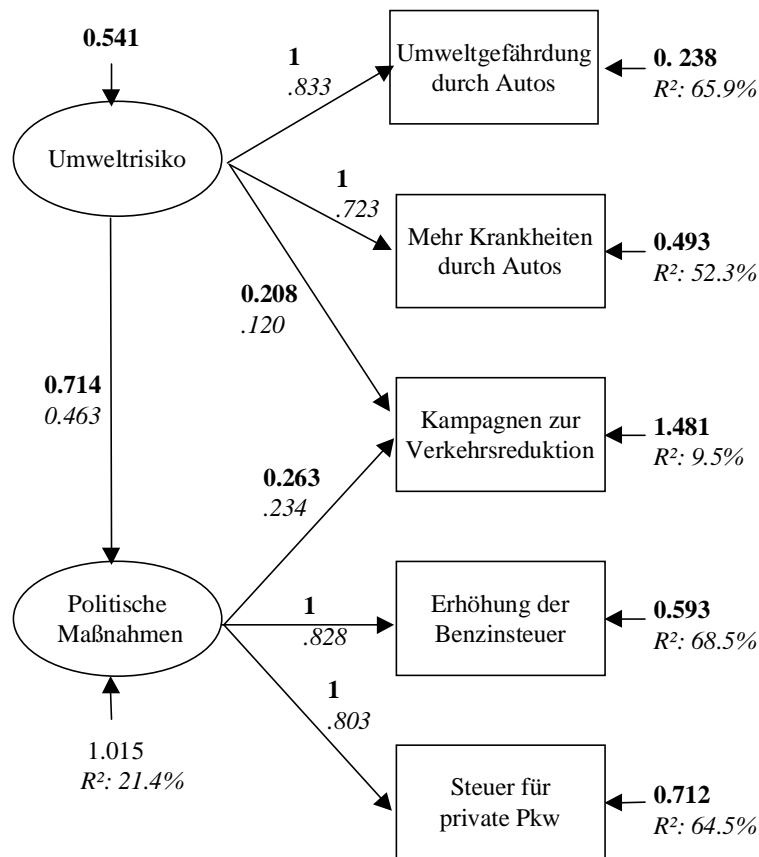 0.541
1
.833
Umweltgefährdung
durch Autos
0. 238
R²: 65.9%
Umweltrisiko
1
.723
Mehr Krankheiten
durch Autos
0.493
R²: 52.3%
0.208
.120
0.714
0.463
Kampagnen zur
Verkehrsreduktion
1.481
R²: 9.5%
0.263
.234
Politische
Maßnahmen
1
.828
Erhöhung der
Benzinsteuer
0.593
R²: 68.5%
1
.803
1.015
R²: 21.4%
Steuer für
private Pkw
0.712
R²: 64.5%